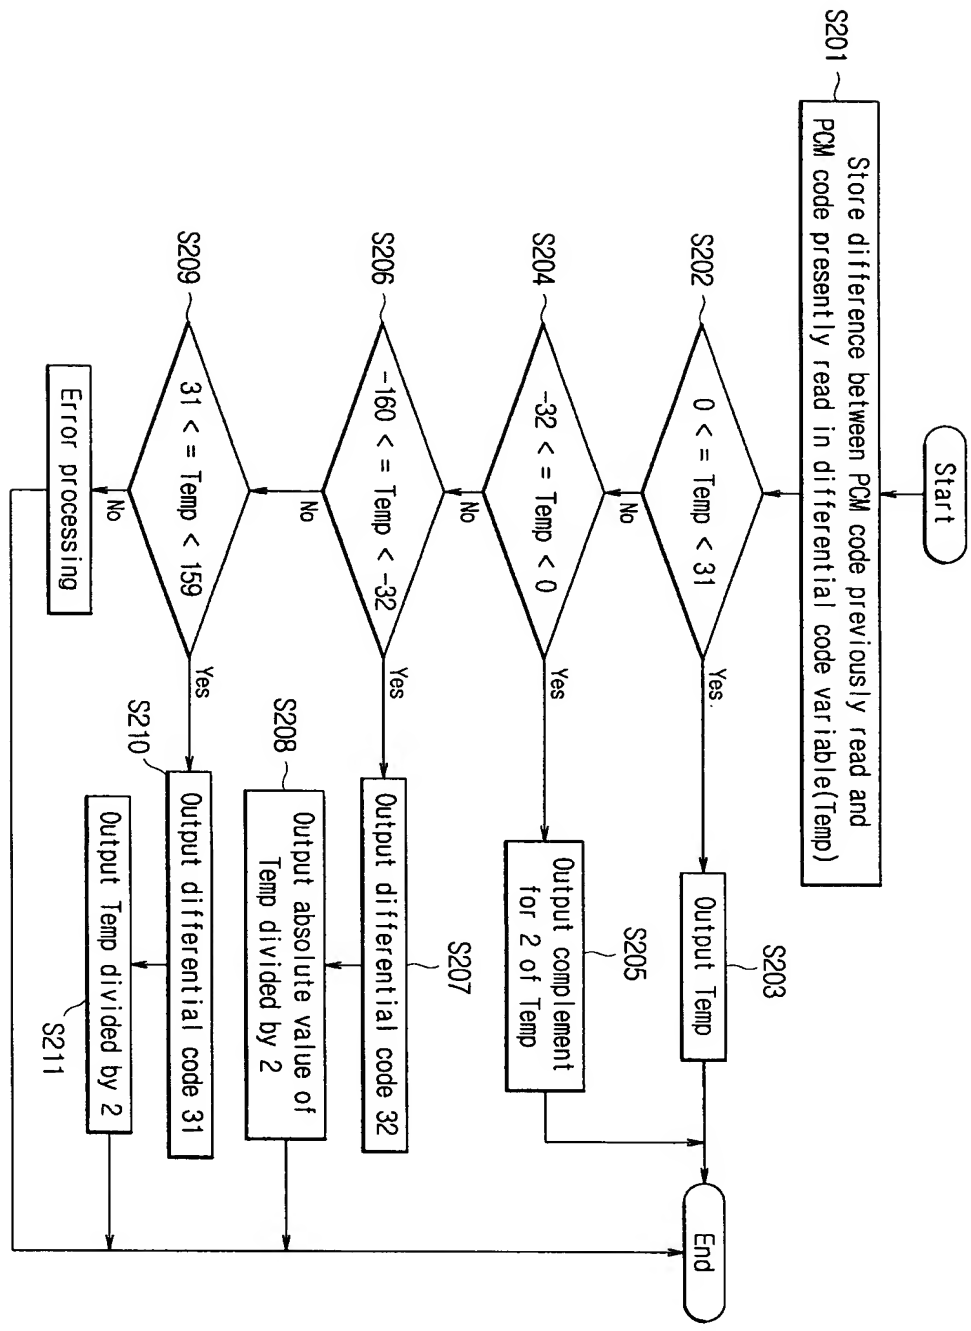 Start
S201
Store difference between PCM code previously read and
PCM code presently read in differential code variable(Temp)
S202
0 < = Temp < 31
Yes.
No
S203
Output Temp
S204
-32 < = Temp < 0
Yes
No
Output complement
for 2 of Temp
S205
S206
-160 < = Temp < -32
Yes
No
Output differential code 32
S207
S208
Output absolute value of
Temp divided by 2
S209
31 < = Temp < 159
Yes
No
S210
Output differential code 31
Output Temp divided by 2
S211
Error processing
End